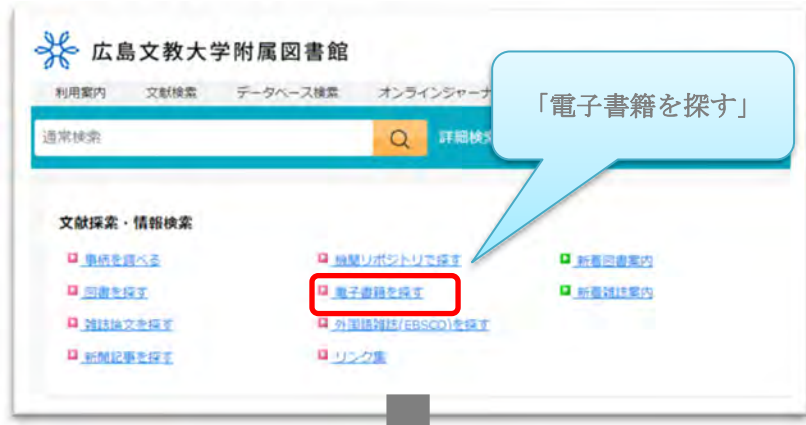 広島文教大学附属図書館
利用案内 文献検索 データベース検索 オンラインジャーナ
「電子書籍を探す」
通常検索 詳細検索
文献探索・情報検索
事柄を調べる 機関リポジトリで探す 新着図書案内
図書を探す 電子書籍を探す 新着雑誌案内
雑誌論文を探す 外国語雑誌(EBSCO)を探す
新聞記事を探す リンク集